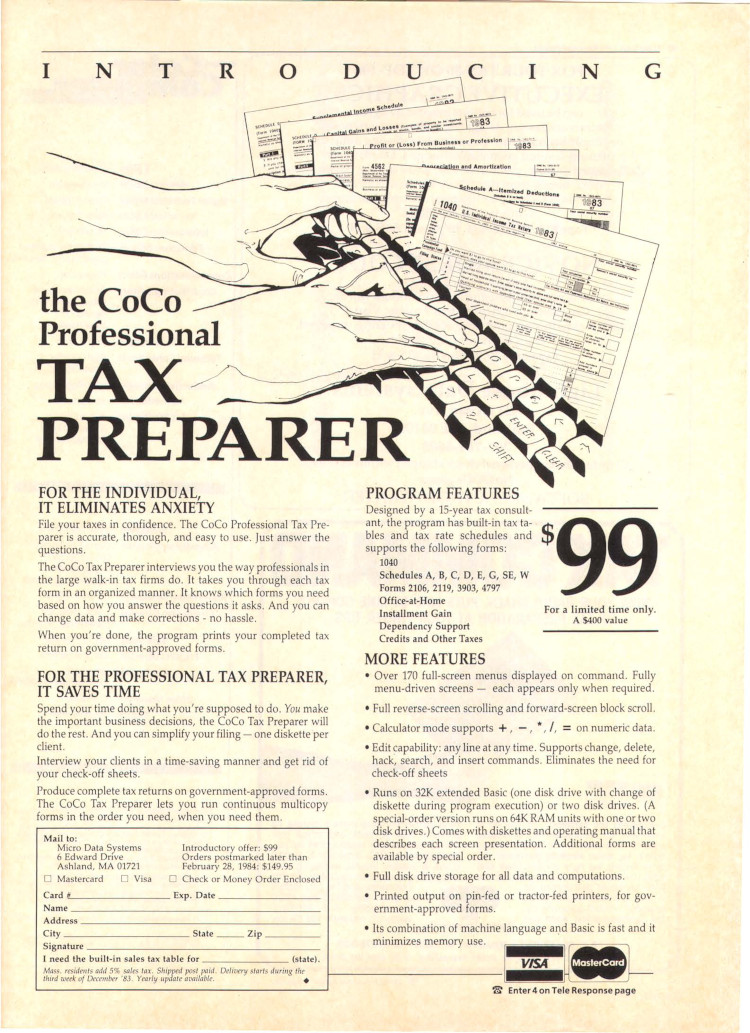 INTRODUCING
Supplemental Income Schedule
Capital Gains and Losses
1983
Profit or (Loss) From Business or Profession
1983
4562
Depreciation and Amortization
Schedule A—Itemized Deductions
1983
1040 U.S. Individual Income Tax Return 1983
ENTER
CLEAR
SHIFT
the CoCo
Professional
TAX
PREPARER
FOR THE INDIVIDUAL,
IT ELIMINATES ANXIETY
File your taxes in confidence. The CoCo Professional Tax Pre-
parer is accurate, thorough, and easy to use. Just answer the
questions.
The CoCo Tax Preparer interviews you the way professionals in
the large walk-in tax firms do. It takes you through each tax
form in an organized manner. It knows which forms you need
based on how you answer the questions it asks. And you can
change data and make corrections - no hassle.
When you're done, the program prints your completed tax
return on government-approved forms.
FOR THE PROFESSIONAL TAX PREPARER,
IT SAVES TIME
Spend your time doing what you're supposed to do. You make
the important business decisions, the CoCo Tax Preparer will
do the rest. And you can simplify your filing — one diskette per
client.
Interview your clients in a time-saving manner and get rid of
your check-off sheets.
Produce complete tax returns on government-approved forms.
The CoCo Tax Preparer lets you run continuous multicopy
forms in the order you need, when you need them.
Mail to:
Micro Data Systems
6 Edward Drive
Ashland, MA 01721
Introductory offer: $99
Orders postmarked later than
February 28, 1984: $149.95
☐ Mastercard ☐ Visa ☐ Check or Money Order Enclosed
Card # Exp. Date
Name
Address
City State Zip
Signature
I need the built-in sales tax table for (state).
Mass. residents add 5% sales tax. Shipped post paid. Delivery starts during the
third week of December '83. Yearly update available.
PROGRAM FEATURES
Designed by a 15-year tax consult-
ant, the program has built-in tax ta-
bles and tax rate schedules and
supports the following forms:
1040
Schedules A, B, C, D, E, G, SE, W
Forms 2106, 2119, 3903, 4797
Office-at-Home
Installment Gain
Dependency Support
Credits and Other Taxes
$99
For a limited time only.
A $400 value
MORE FEATURES
• Over 170 full-screen menus displayed on command. Fully
menu-driven screens — each appears only when required.
• Full reverse-screen scrolling and forward-screen block scroll.
• Calculator mode supports +, −, *, /, = on numeric data.
• Edit capability: any line at any time. Supports change, delete,
hack, search, and insert commands. Eliminates the need for
check-off sheets
• Runs on 32K extended Basic (one disk drive with change of
diskette during program execution) or two disk drives. (A
special-order version runs on 64K RAM units with one or two
disk drives.) Comes with diskettes and operating manual that
describes each screen presentation. Additional forms are
available by special order.
• Full disk drive storage for all data and computations.
• Printed output on pin-fed or tractor-fed printers, for gov-
ernment-approved forms.
• Its combination of machine language and Basic is fast and it
minimizes memory use.
VISA
MasterCard
☎ Enter 4 on Tele Response page